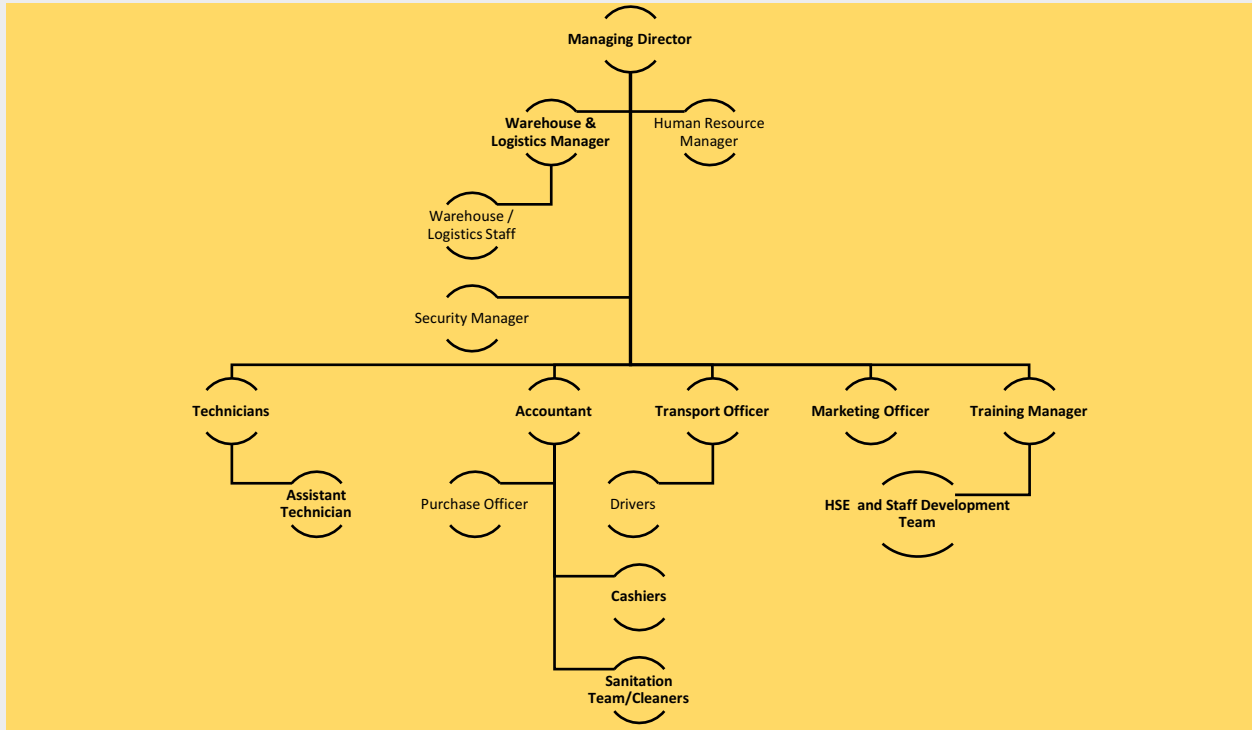 Managing Director
Warehouse &
Logistics Manager
Human Resource
Manager
Warehouse /
Logistics Staff
Security Manager
Technicians
Accountant
Transport Officer
Marketing Officer
Training Manager
Assistant
Technician
Purchase Officer
Drivers
HSE  and Staff Development
Team
Cashiers
Sanitation
Team/Cleaners